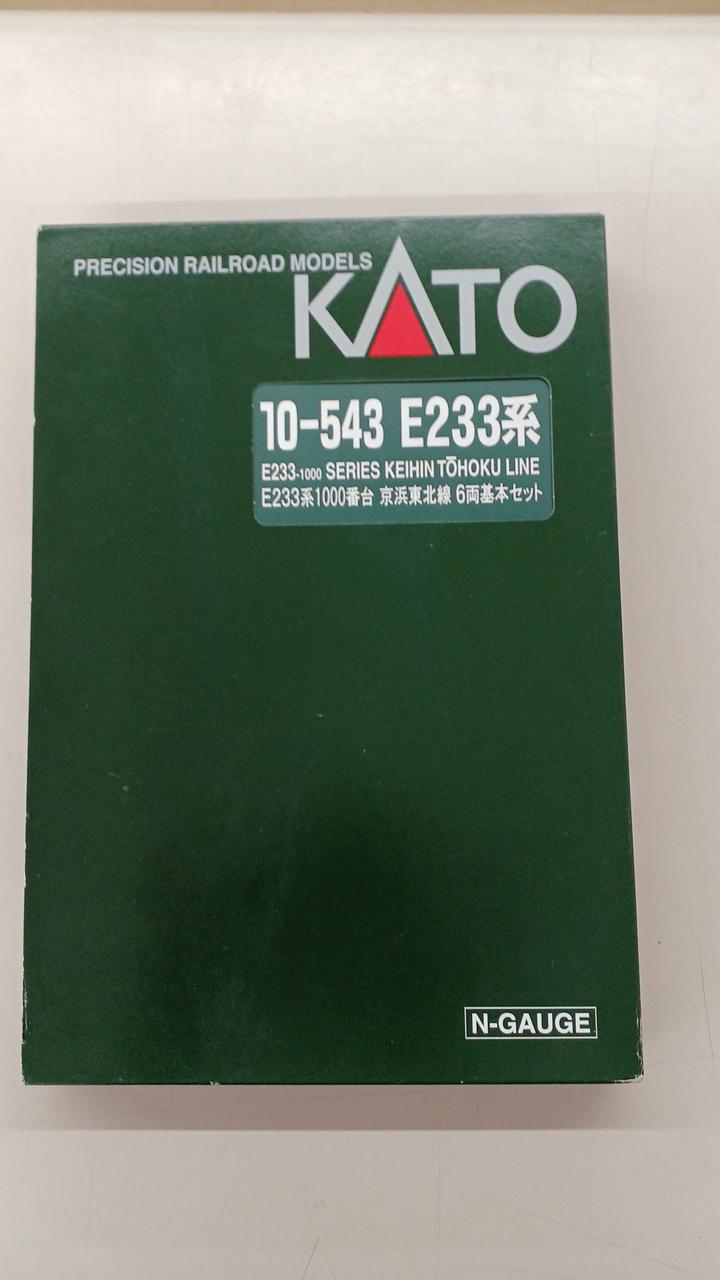 PRECISION RAILROAD MODELS
KATO
10-543 E233系
E233-1000 SERIES KEIHIN TŌHOKU LINE
E233系1000番台 京浜東北線 6両基本セット
N-GAUGE